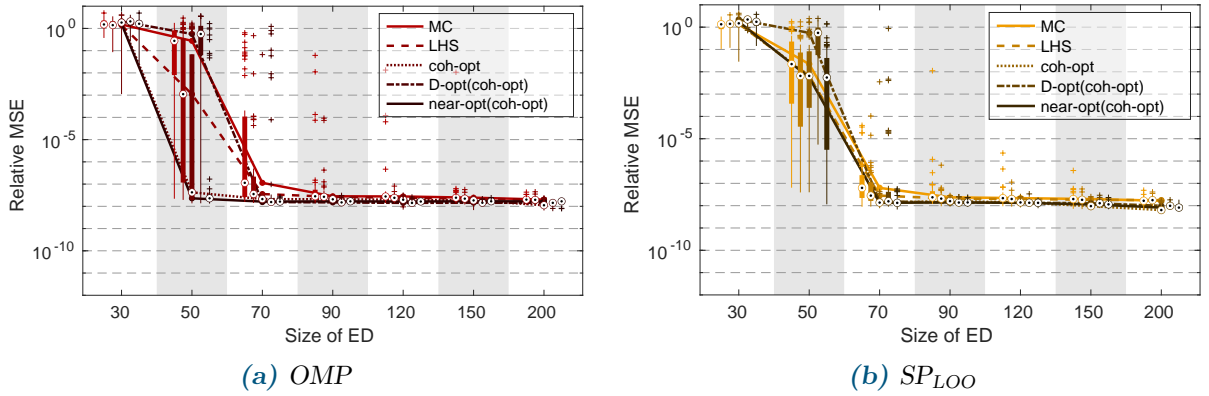 10^0
10^-5
10^-10
Relative MSE
30 50 70 90 120 150 200
Size of ED
MC
LHS
coh-opt
D-opt(coh-opt)
near-opt(coh-opt)
(a) OMP
10^0
10^-5
10^-10
Relative MSE
30 50 70 90 120 150 200
Size of ED
MC
LHS
coh-opt
D-opt(coh-opt)
near-opt(coh-opt)
(b) SP_LOO